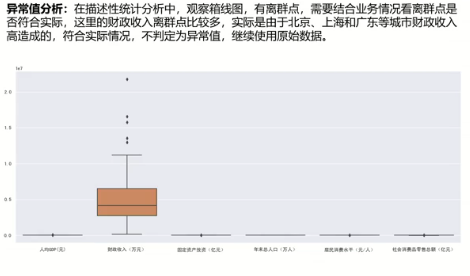 异常值分析：在描述性统计分析中，观察箱线图，有离群点，需要结合业务情况看离群点是
否符合实际，这里的财政收入离群点比较多，实际是由于北京、上海和广东等城市财政收入
高造成的，符合实际情况，不判定为异常值，继续使用原始数据。
1e7
2.0
1.5
1.0
0.5
0.0
人均GDP（元） 财政收入（万元） 固定资产投资（亿元） 年末总人口（万人） 居民消费水平（元/人） 社会消费品零售总额（亿元）